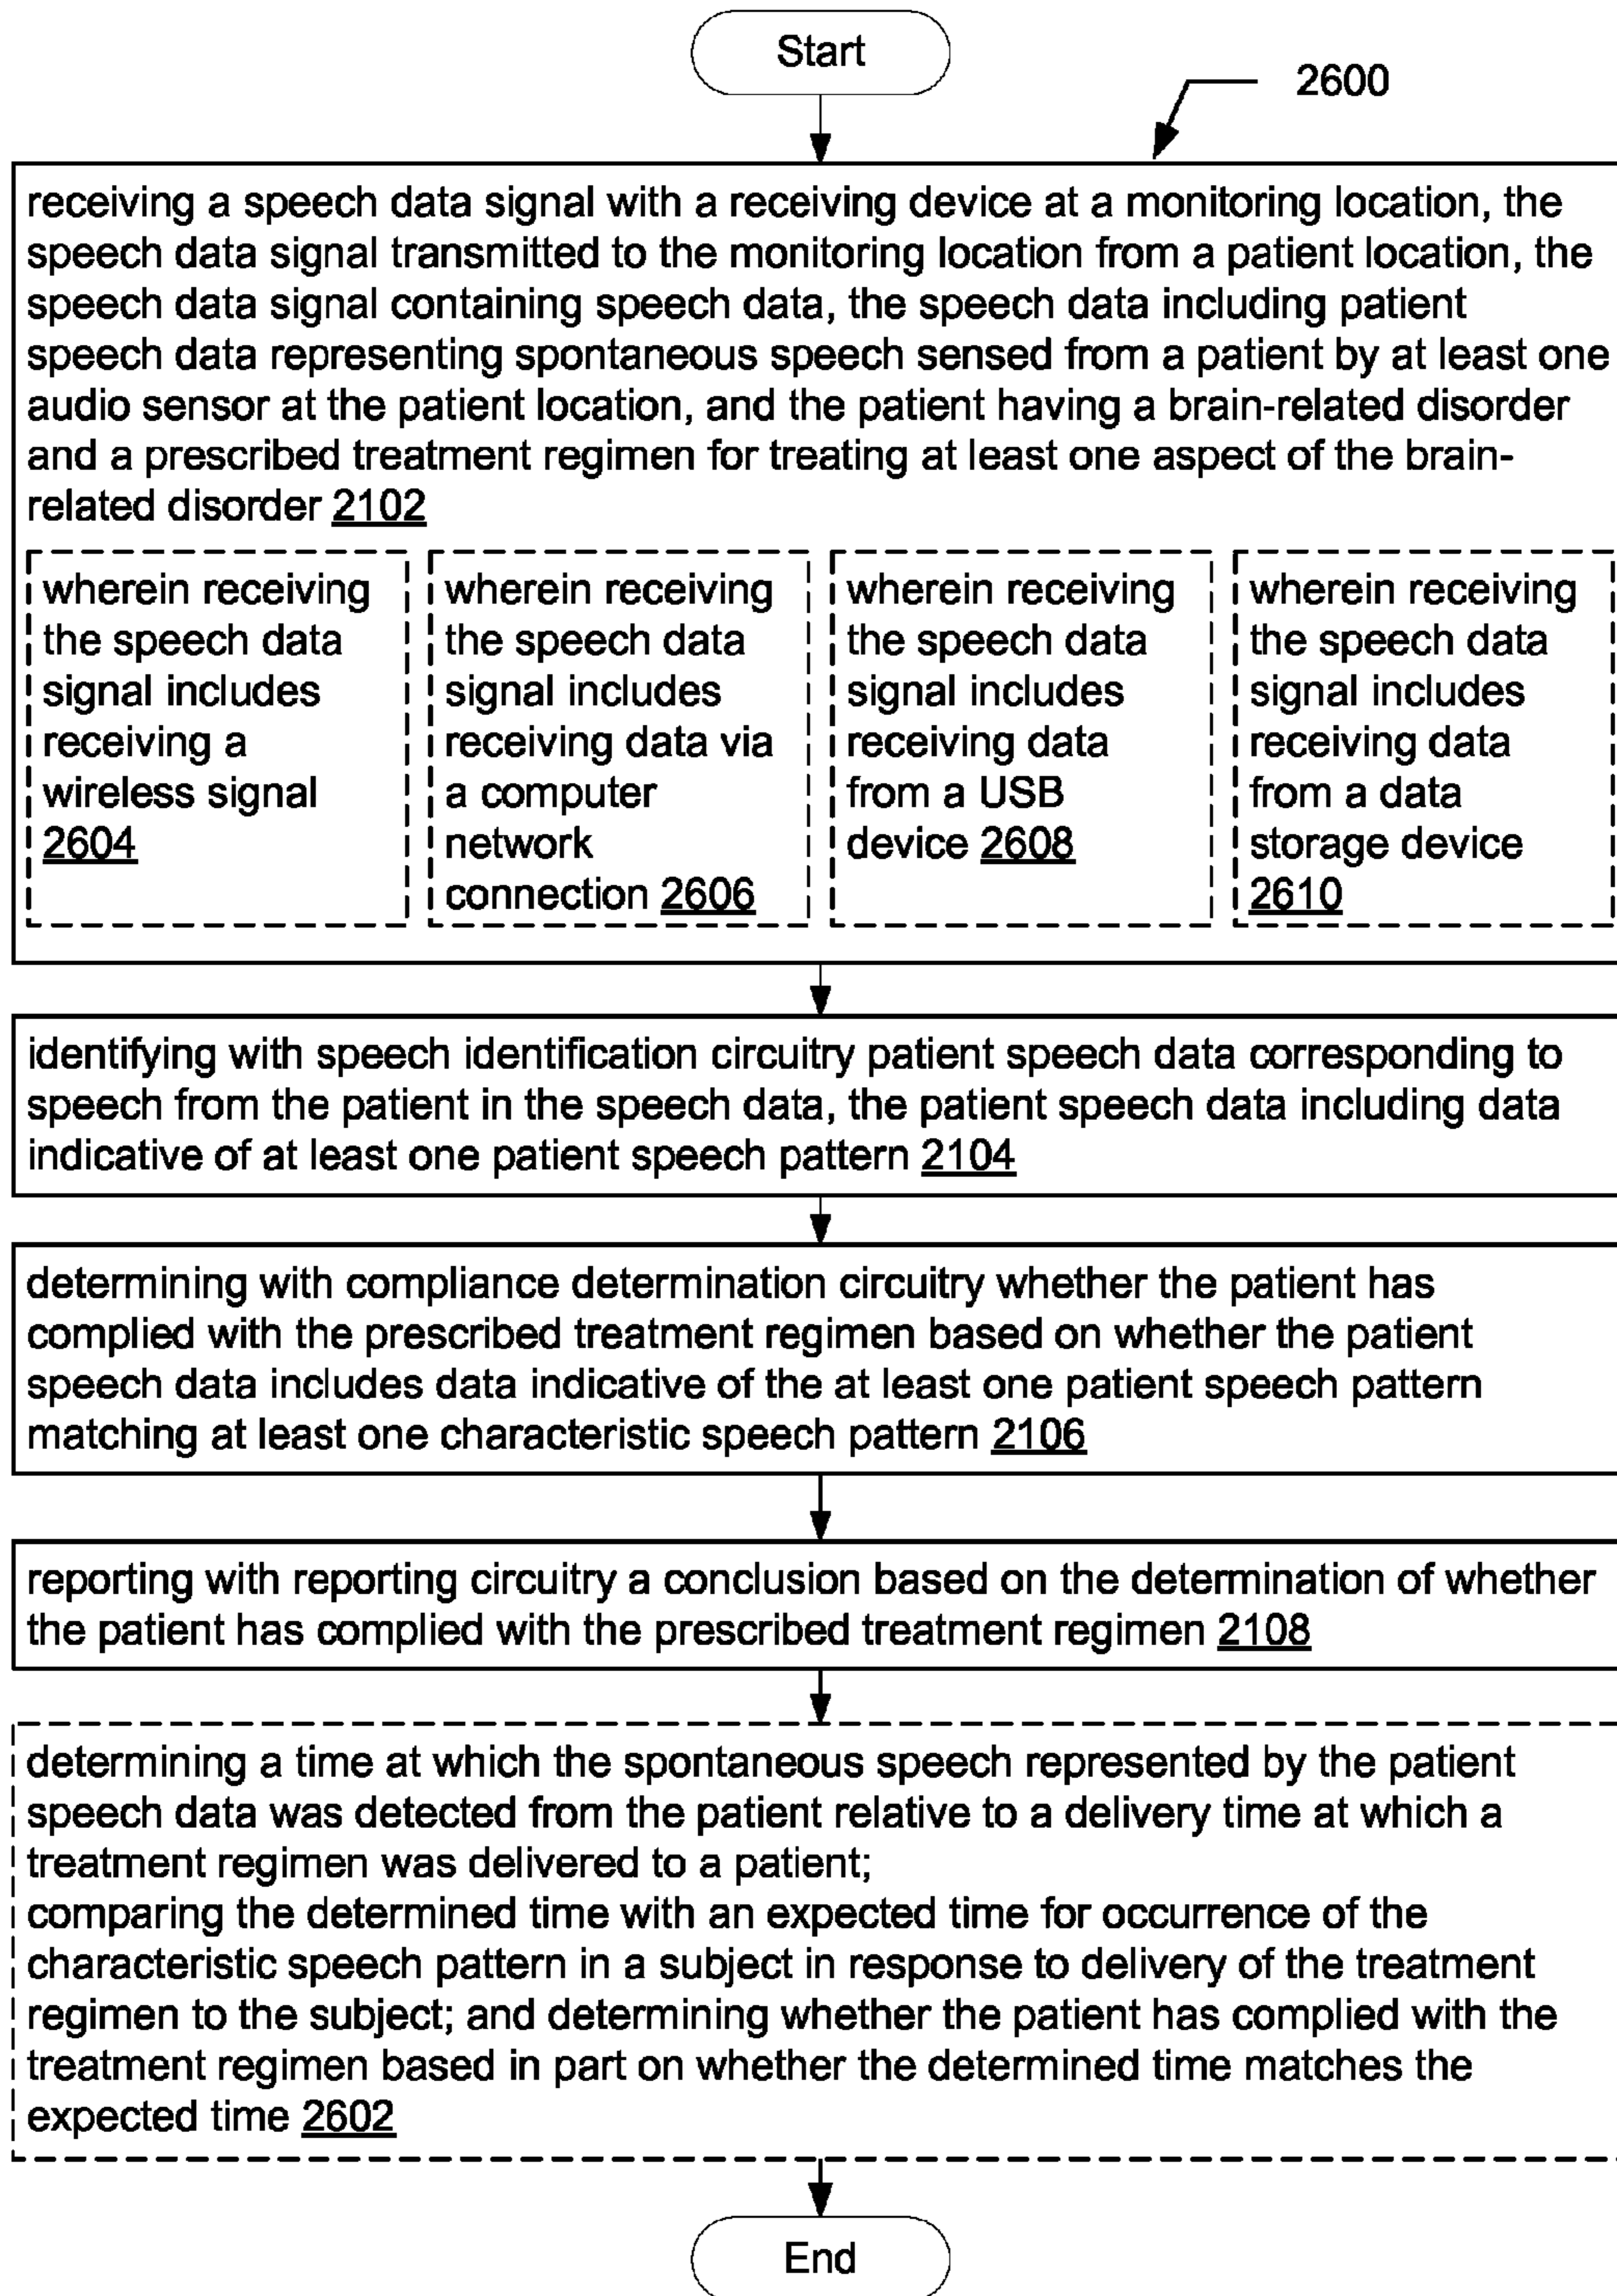 Start
2600
receiving a speech data signal with a receiving device at a monitoring location, the
speech data signal transmitted to the monitoring location from a patient location, the
speech data signal containing speech data, the speech data including patient
speech data representing spontaneous speech sensed from a patient by at least one
audio sensor at the patient location, and the patient having a brain-related disorder
and a prescribed treatment regimen for treating at least one aspect of the brain-
related disorder 2102
wherein receiving
the speech data
signal includes
receiving a
wireless signal
2604
wherein receiving
the speech data
signal includes
receiving data via
a computer
network
connection 2606
wherein receiving
the speech data
signal includes
receiving data
from a USB
device 2608
wherein receiving
the speech data
signal includes
receiving data
from a data
storage device
2610
identifying with speech identification circuitry patient speech data corresponding to
speech from the patient in the speech data, the patient speech data including data
indicative of at least one patient speech pattern 2104
determining with compliance determination circuitry whether the patient has
complied with the prescribed treatment regimen based on whether the patient
speech data includes data indicative of the at least one patient speech pattern
matching at least one characteristic speech pattern 2106
reporting with reporting circuitry a conclusion based on the determination of whether
the patient has complied with the prescribed treatment regimen 2108
determining a time at which the spontaneous speech represented by the patient
speech data was detected from the patient relative to a delivery time at which a
treatment regimen was delivered to a patient;
comparing the determined time with an expected time for occurrence of the
characteristic speech pattern in a subject in response to delivery of the treatment
regimen to the subject; and determining whether the patient has complied with the
treatment regimen based in part on whether the determined time matches the
expected time 2602
End